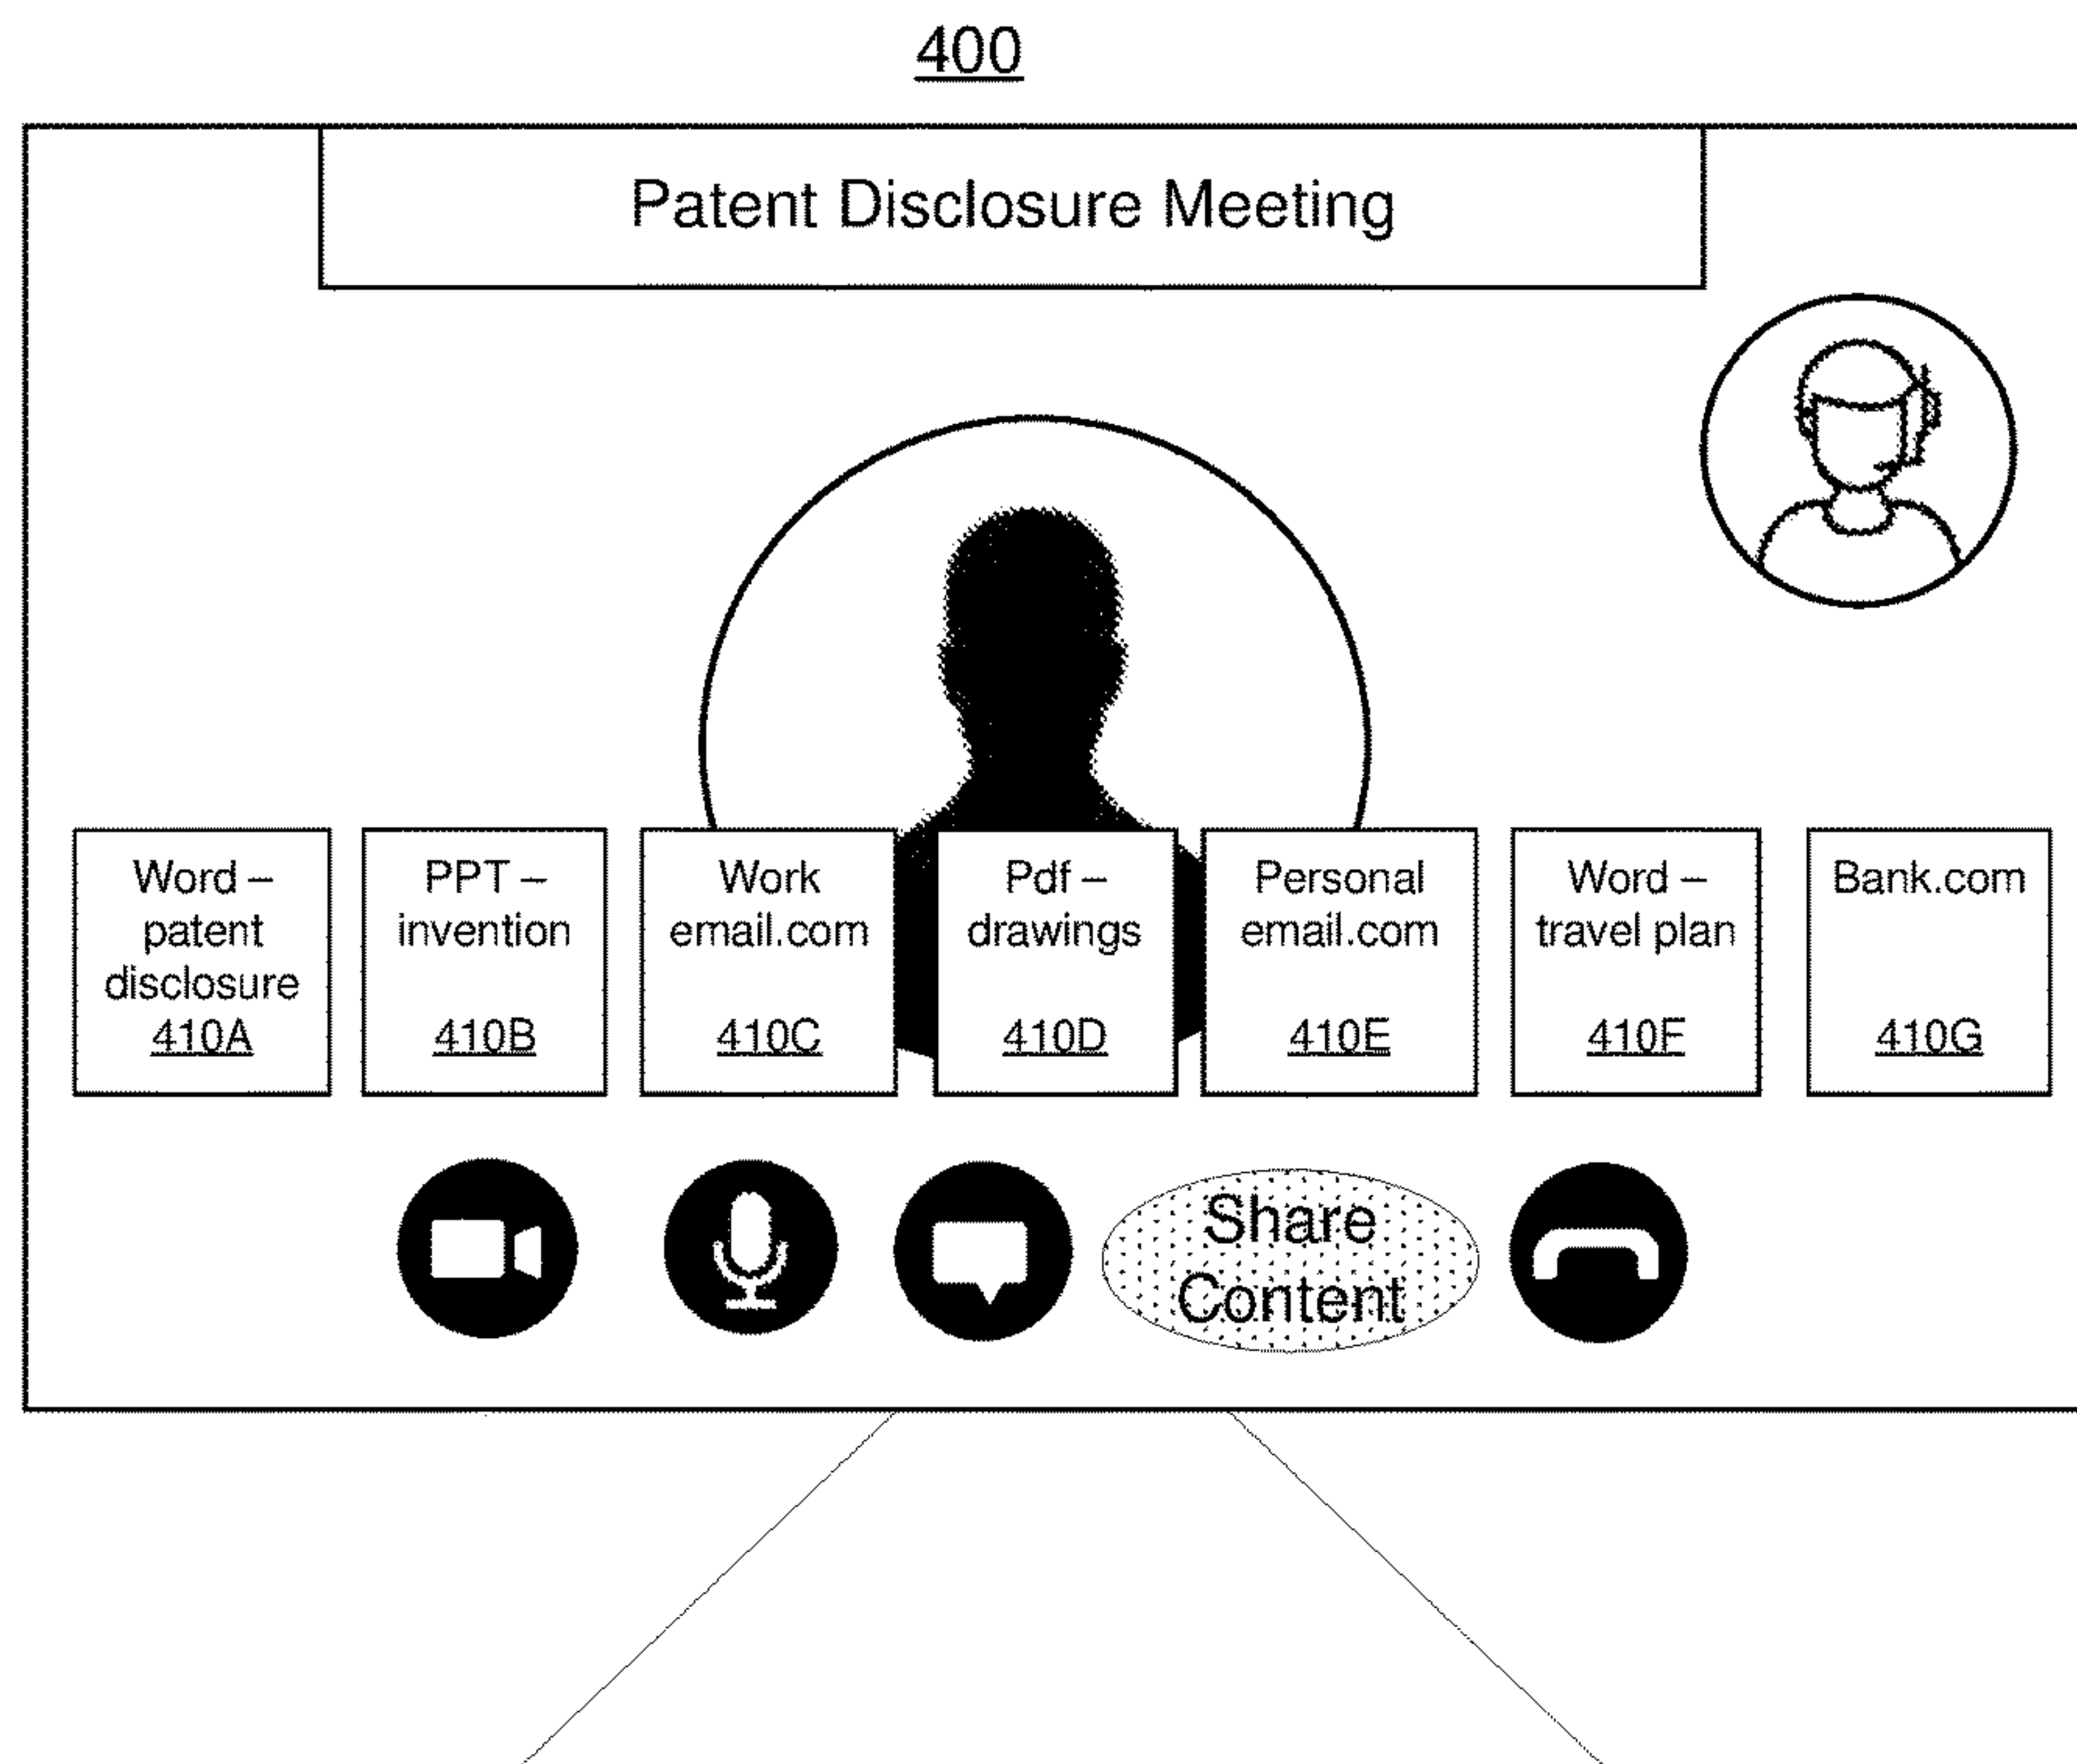 400
Patent Disclosure Meeting
Word –
patent
disclosure
410A
PPT –
invention
410B
Work
email.com
410C
Pdf –
drawings
410D
Personal
email.com
410E
Word –
travel plan
410F
Bank.com
410G
Share
Content